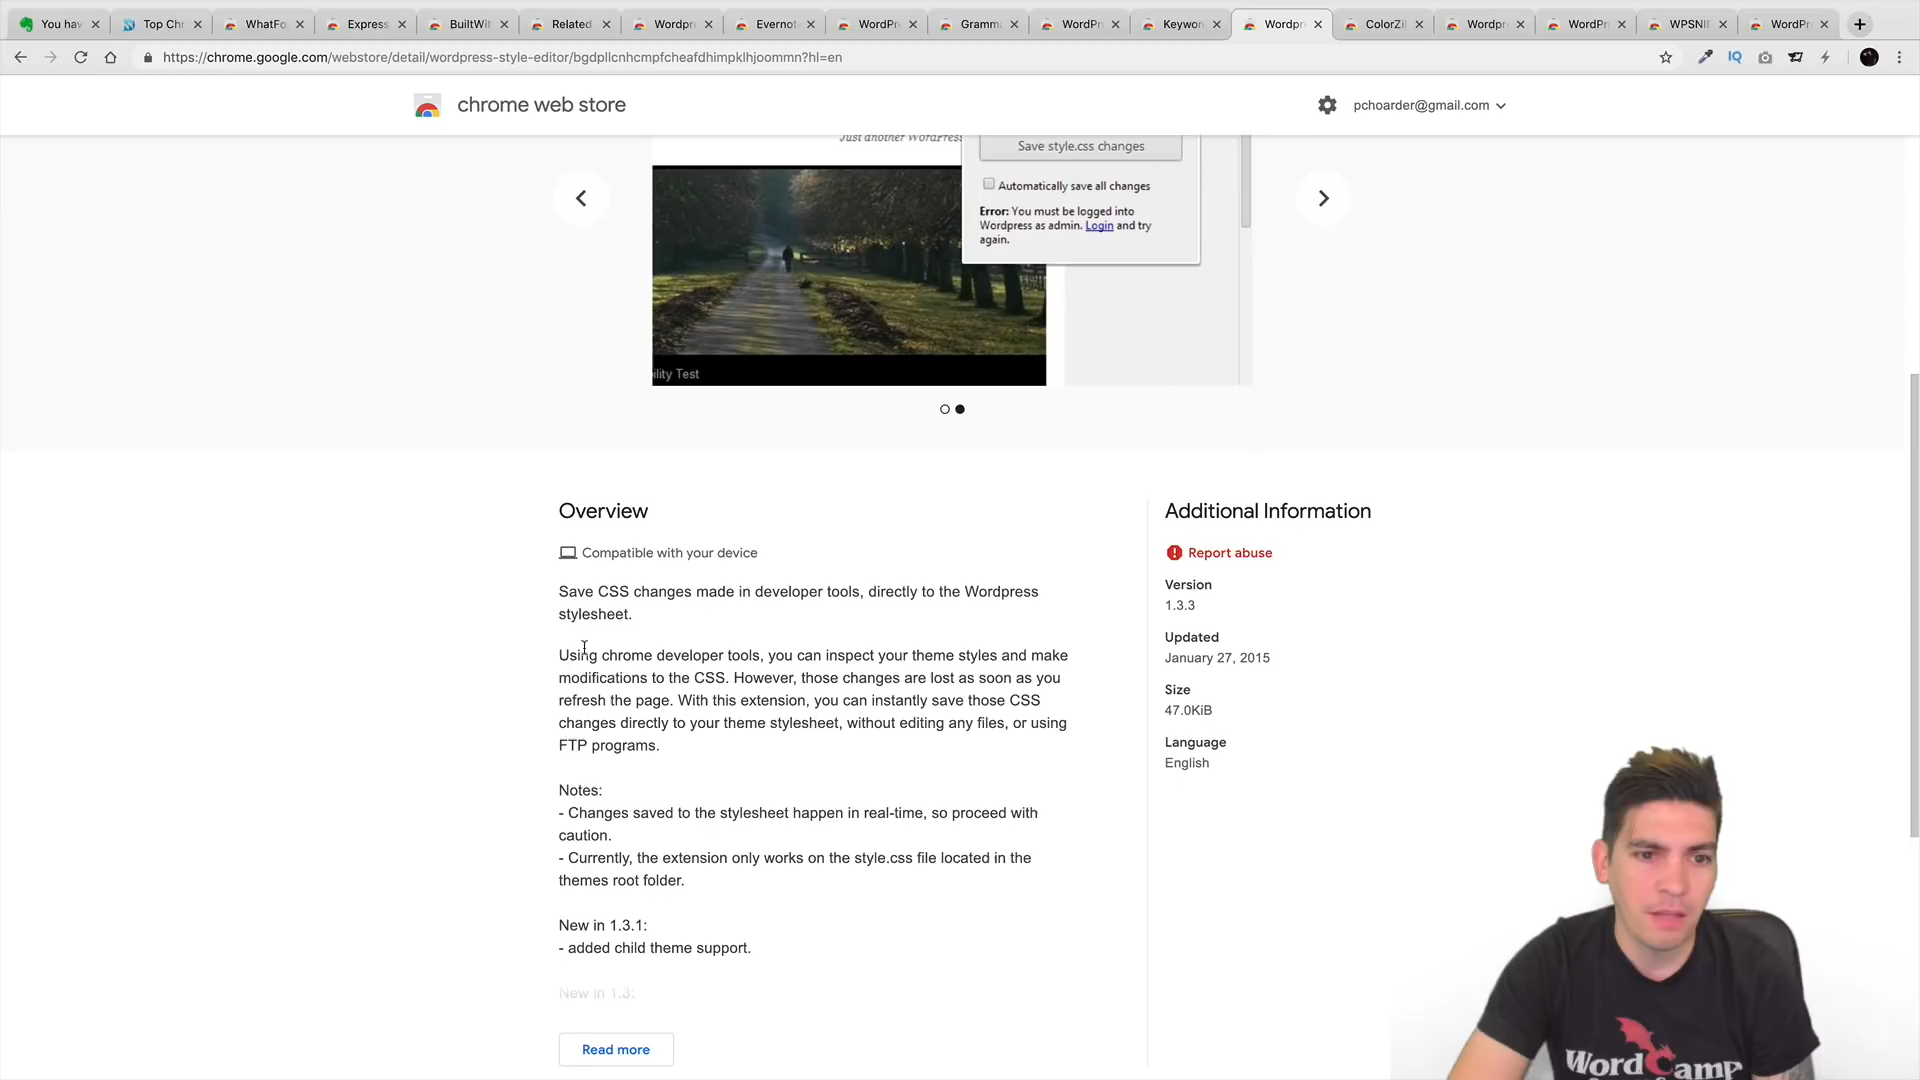 You hav
Top Chr
WhatFo
Express
BuiltWit
Related
Wordpr
Evernot
WordPr
Gramma
WordPr
Keywor
Wordpr
ColorZil
Wordpr
WordPr
WPSNI
WordPr
https://chrome.google.com/webstore/detail/wordpress-style-editor/bgdpllcnhcmpfcheafdhimpklhjoommn?hl=en
IQ
chrome web store
pchoarder@gmail.com
Just another WordPress
Save style.css changes
Automatically save all changes
Error: You must be logged into
Wordpress as admin. Login and try
again.
ility Test
Overview
Compatible with your device
Save CSS changes made in developer tools, directly to the Wordpress
stylesheet.
Using chrome developer tools, you can inspect your theme styles and make
modifications to the CSS. However, those changes are lost as soon as you
refresh the page. With this extension, you can instantly save those CSS
changes directly to your theme stylesheet, without editing any files, or using
FTP programs.
Notes:
- Changes saved to the stylesheet happen in real-time, so proceed with
caution.
- Currently, the extension only works on the style.css file located in the
themes root folder.
New in 1.3.1:
- added child theme support.
New in 1.3:
Read more
Additional Information
Report abuse
Version
1.3.3
Updated
January 27, 2015
Size
47.0KiB
Language
English
WordCamp